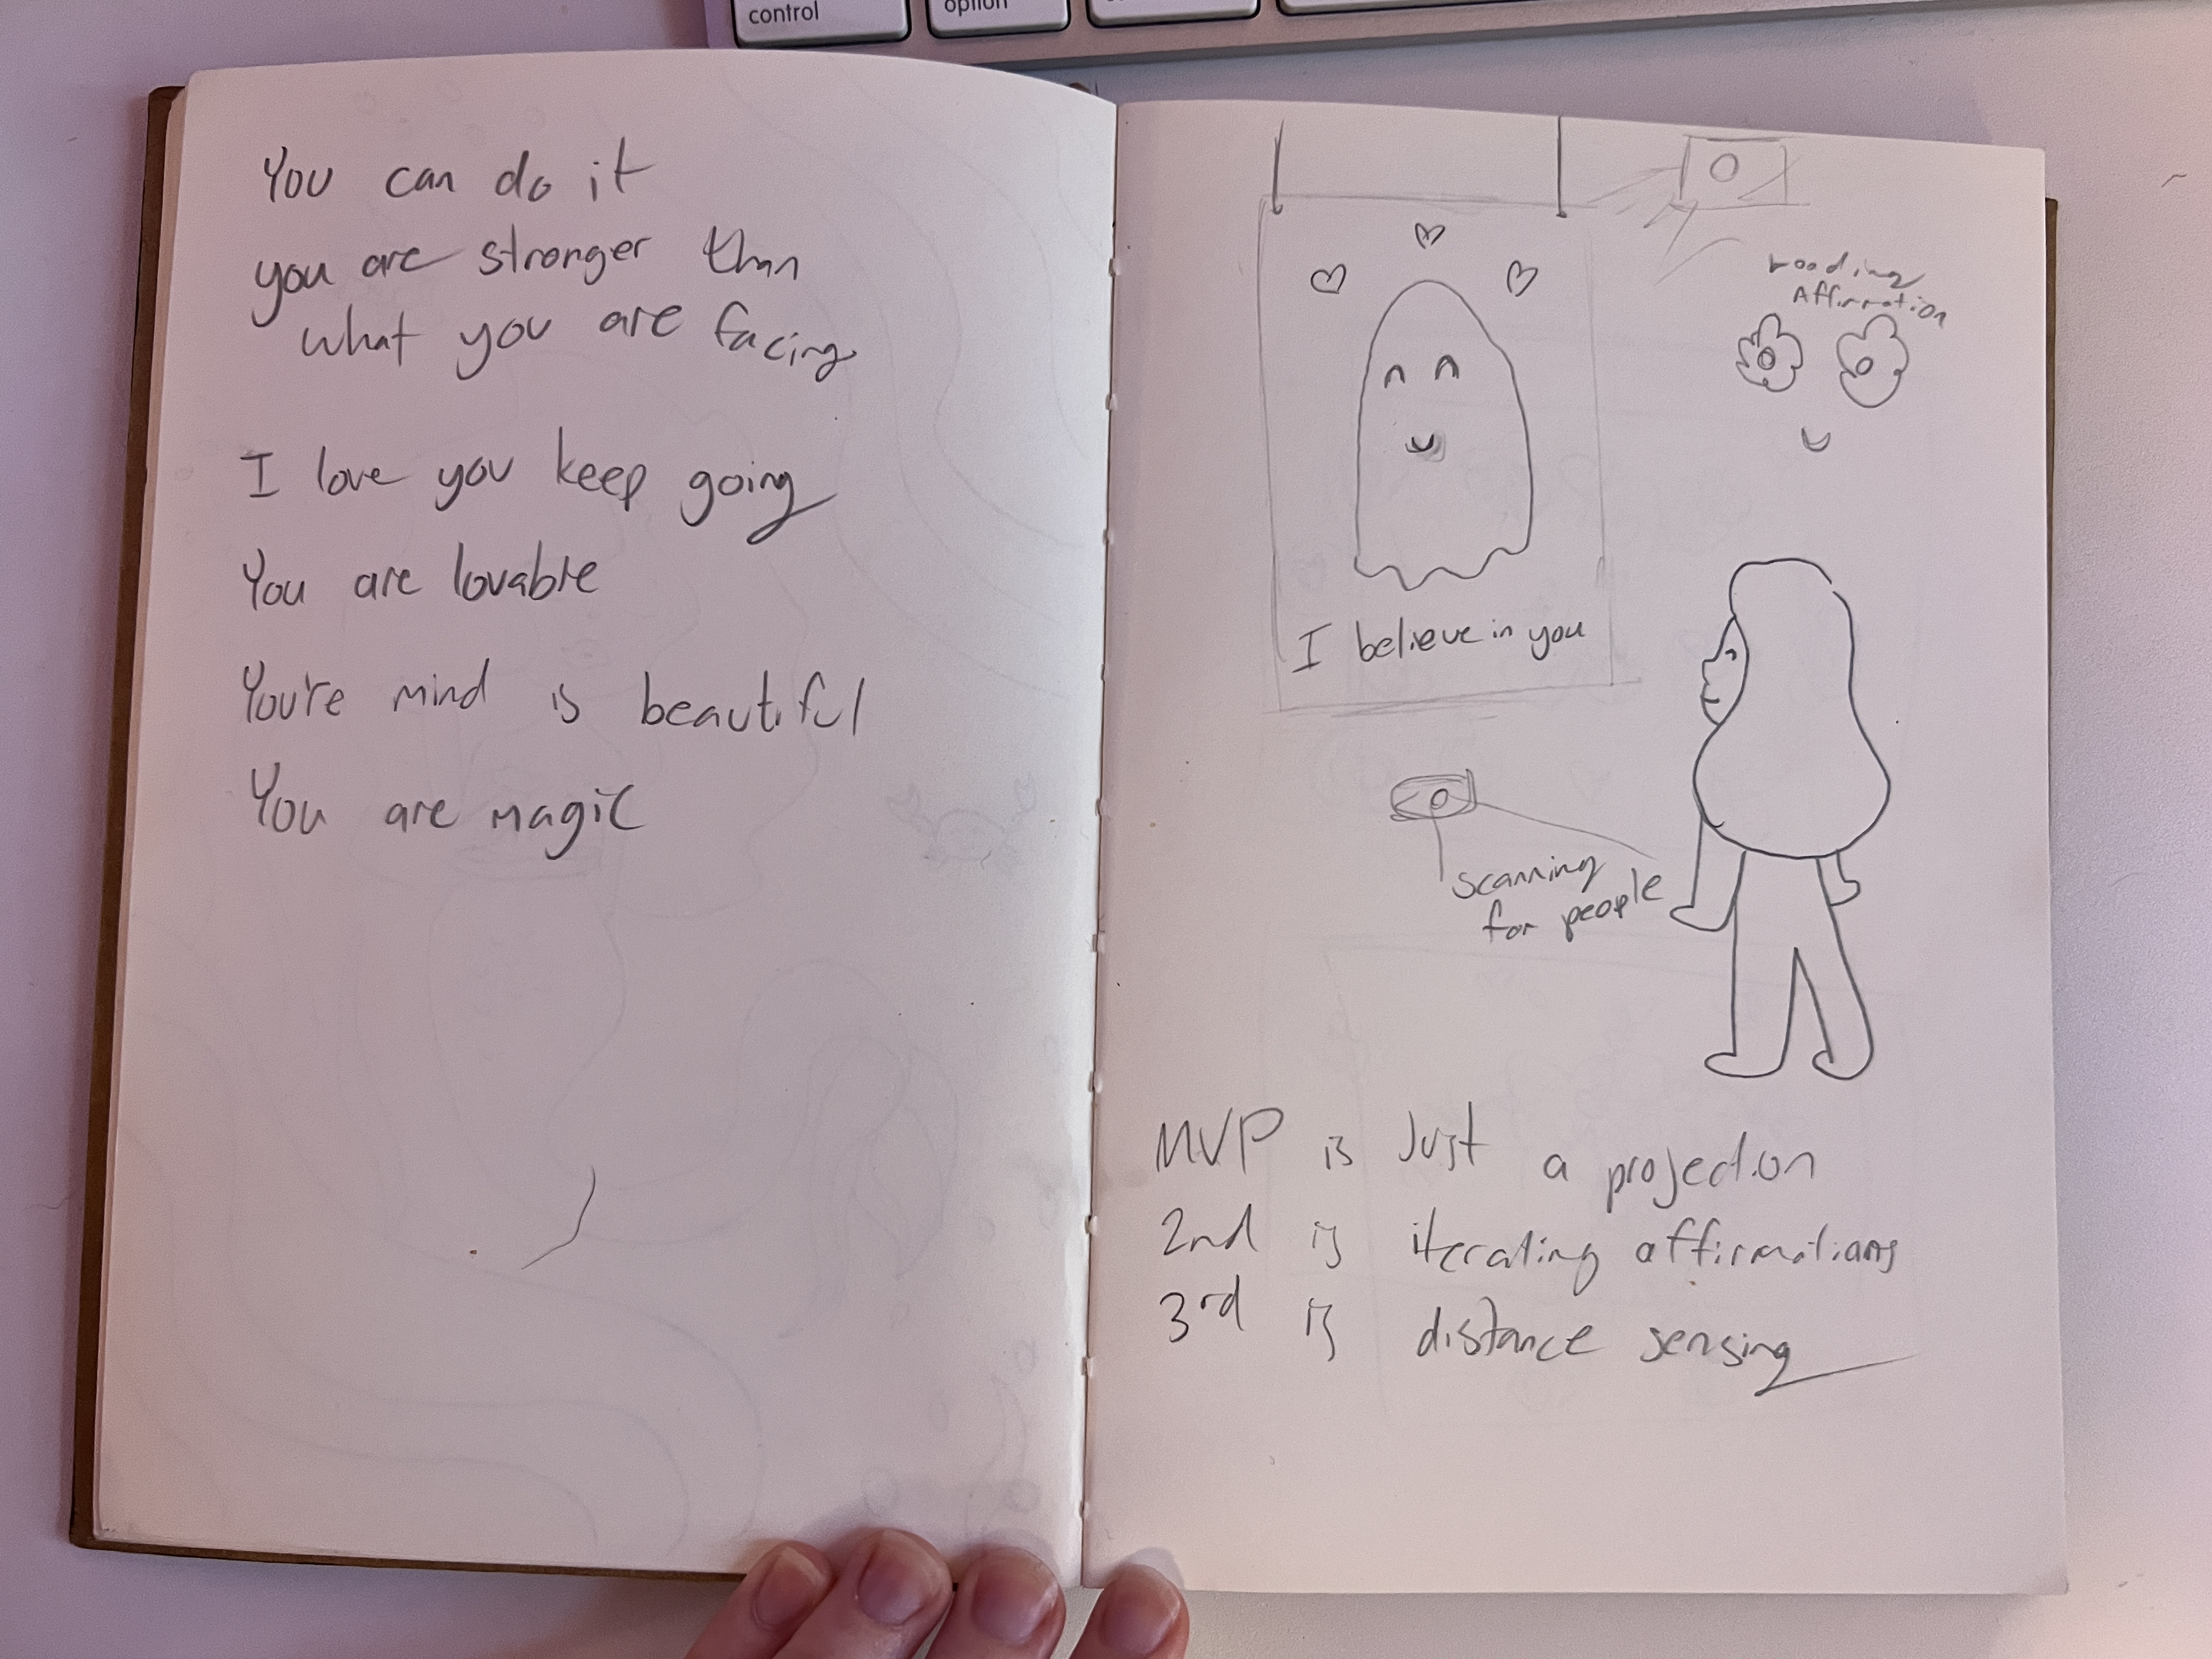 control
option
You can do it
you are stronger than
what you are facing
I love you keep going
You are lovable
You're mind is beautiful
You are magic
Loading
Affirmation
I believe in you
scanning
for people
MVP is Just a projection
2nd is iterating affirmations
3rd is distance sensing